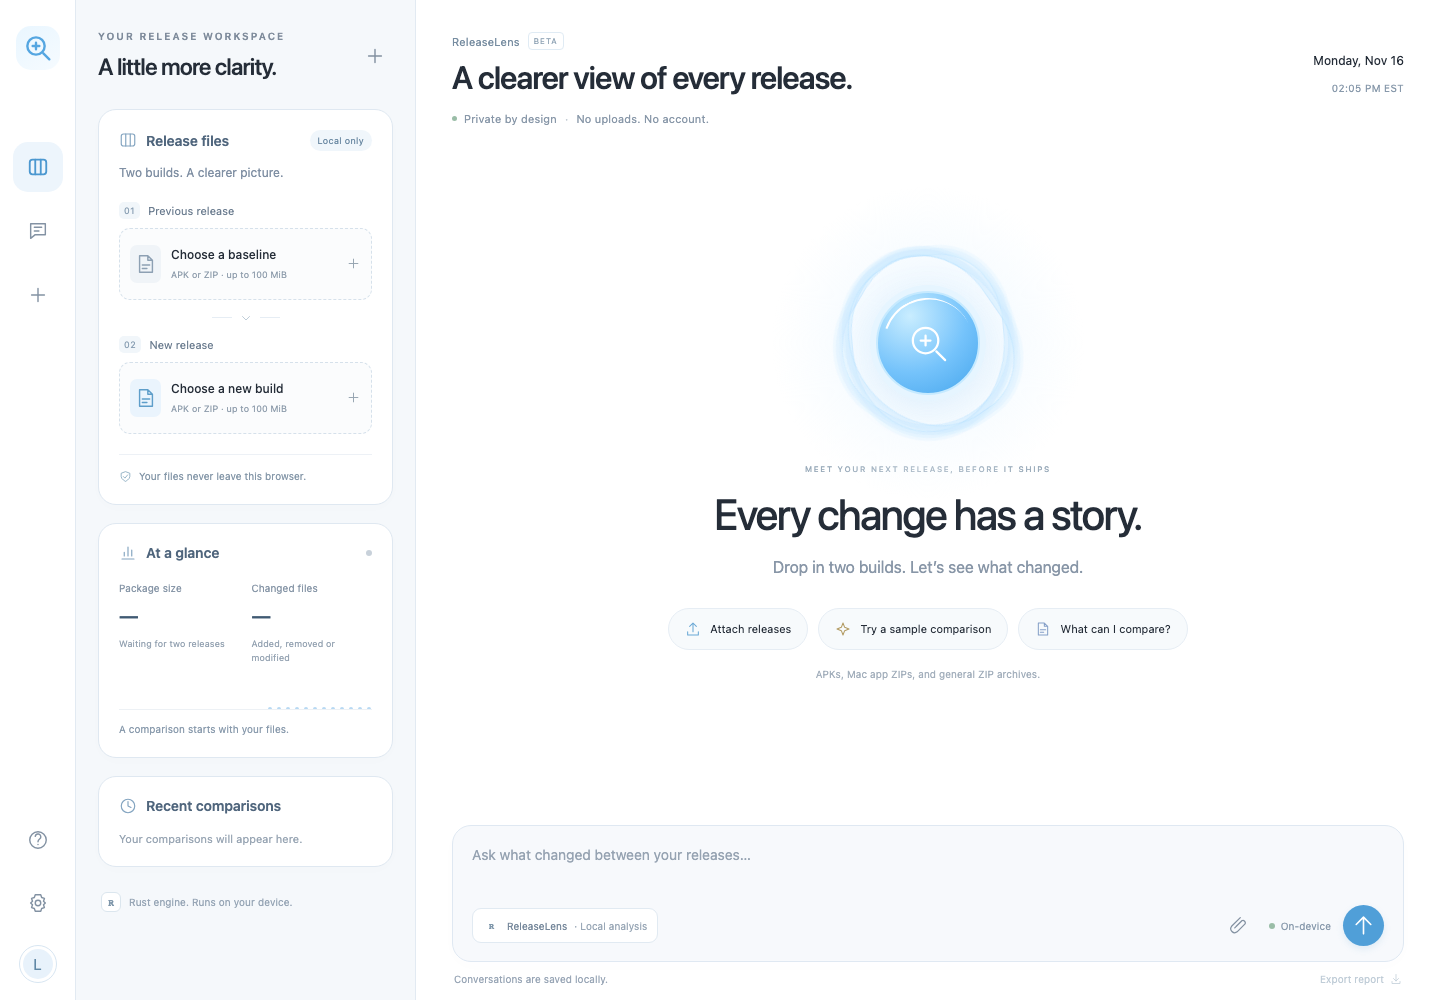 YOUR RELEASE WORKSPACE
A little more clarity.
Release files
Local only
Two builds. A clearer picture.
01 Previous release
Choose a baseline
APK or ZIP · up to 100 MiB
02 New release
Choose a new build
APK or ZIP · up to 100 MiB
Your files never leave this browser.
At a glance
Package size
—
Waiting for two releases
Changed files
—
Added, removed or
modified
A comparison starts with your files.
Recent comparisons
Your comparisons will appear here.
R Rust engine. Runs on your device.
L
ReleaseLens BETA
A clearer view of every release.
Private by design · No uploads. No account.
Monday, Nov 16
02:05 PM EST
MEET YOUR NEXT RELEASE, BEFORE IT SHIPS
Every change has a story.
Drop in two builds. Let’s see what changed.
Attach releases
Try a sample comparison
What can I compare?
APKs, Mac app ZIPs, and general ZIP archives.
Ask what changed between your releases...
R ReleaseLens · Local analysis
On-device
Conversations are saved locally.
Export report